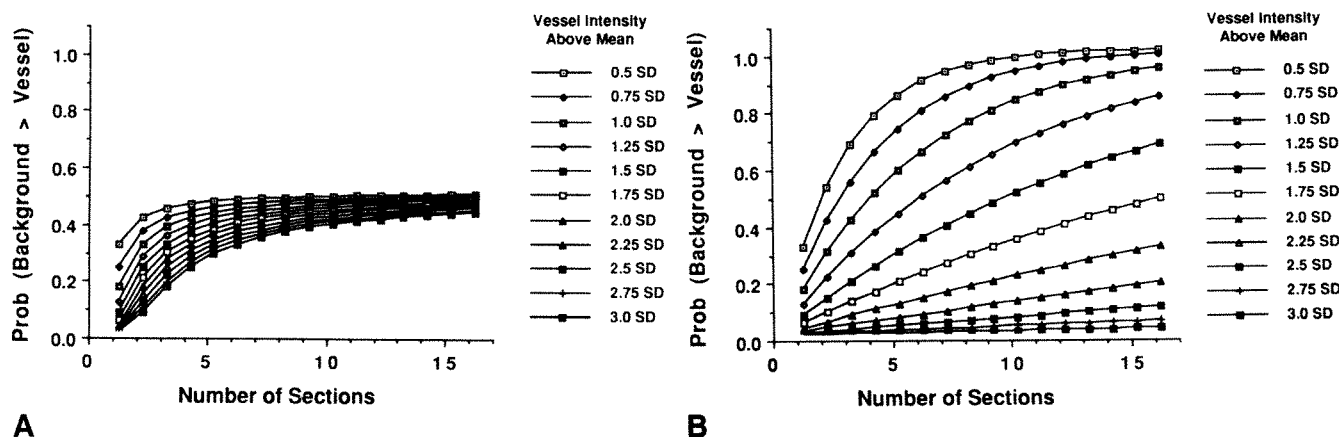 Prob (Background > Vessel)
1.0
0.8
0.6
0.4
0.2
0.0
0
5
10
15
Number of Sections
Vessel Intensity
Above Mean
0.5 SD
0.75 SD
1.0 SD
1.25 SD
1.5 SD
1.75 SD
2.0 SD
2.25 SD
2.5 SD
2.75 SD
3.0 SD
A
Prob (Background > Vessel)
1.0
0.8
0.6
0.4
0.2
0.0
0
5
10
15
Number of Sections
Vessel Intensity
Above Mean
0.5 SD
0.75 SD
1.0 SD
1.25 SD
1.5 SD
1.75 SD
2.0 SD
2.25 SD
2.5 SD
2.75 SD
3.0 SD
B